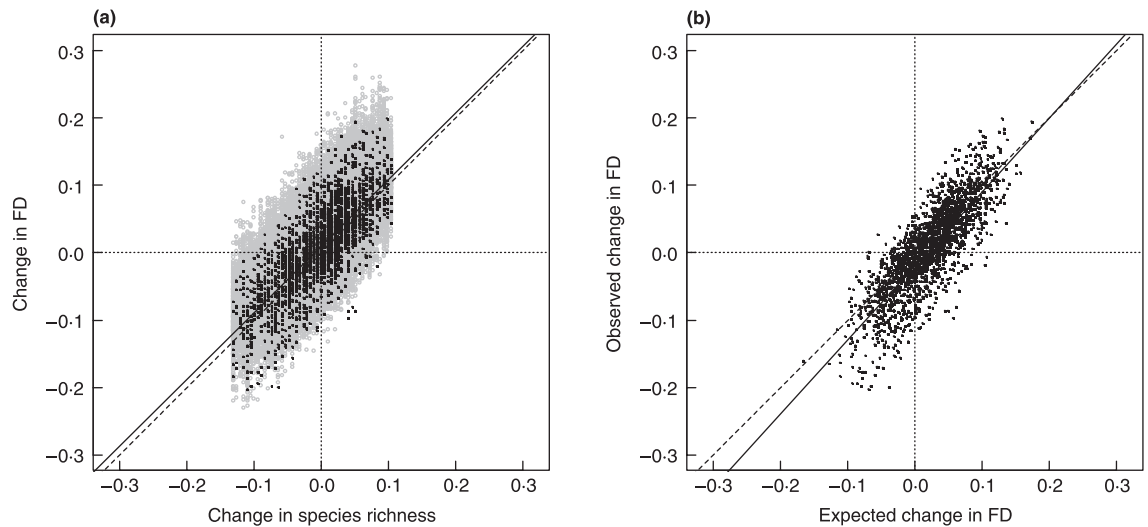 (a)
0·3
0·2
0·1
0·0
−0·1
−0·2
−0·3
Change in FD
−0·3 −0·2 −0·1 0·0 0·1 0·2 0·3
Change in species richness
(b)
0·3
0·2
0·1
0·0
−0·1
−0·2
−0·3
Observed change in FD
−0·3 −0·2 −0·1 0·0 0·1 0·2 0·3
Expected change in FD